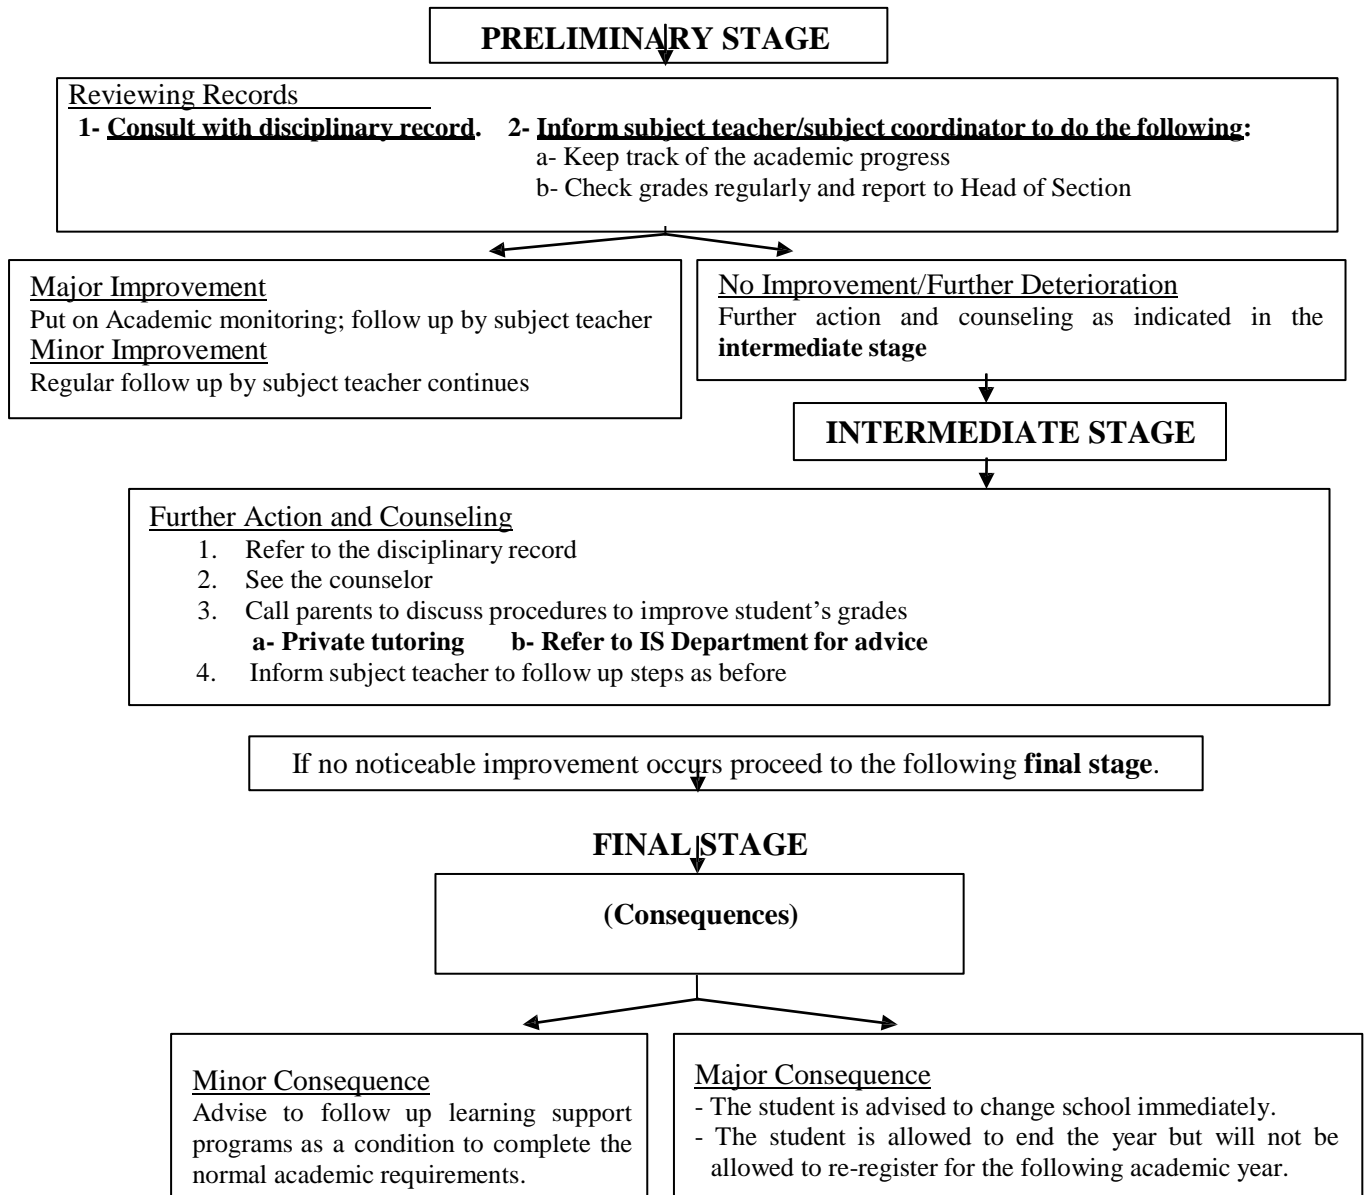 PRELIMINARY STAGE
Reviewing Records
1- Consult with disciplinary record. 2- Inform subject teacher/subject coordinator to do the following:
a- Keep track of the academic progress
b- Check grades regularly and report to Head of Section
Major Improvement
Put on Academic monitoring; follow up by subject teacher
Minor Improvement
Regular follow up by subject teacher continues
No Improvement/Further Deterioration
Further action and counseling as indicated in the
intermediate stage
INTERMEDIATE STAGE
Further Action and Counseling
1. Refer to the disciplinary record
2. See the counselor
3. Call parents to discuss procedures to improve student’s grades
a- Private tutoring b- Refer to IS Department for advice
4. Inform subject teacher to follow up steps as before
If no noticeable improvement occurs proceed to the following final stage.
FINAL STAGE
(Consequences)
Minor Consequence
Advise to follow up learning support
programs as a condition to complete the
normal academic requirements.
Major Consequence
- The student is advised to change school immediately.
- The student is allowed to end the year but will not be
allowed to re-register for the following academic year.